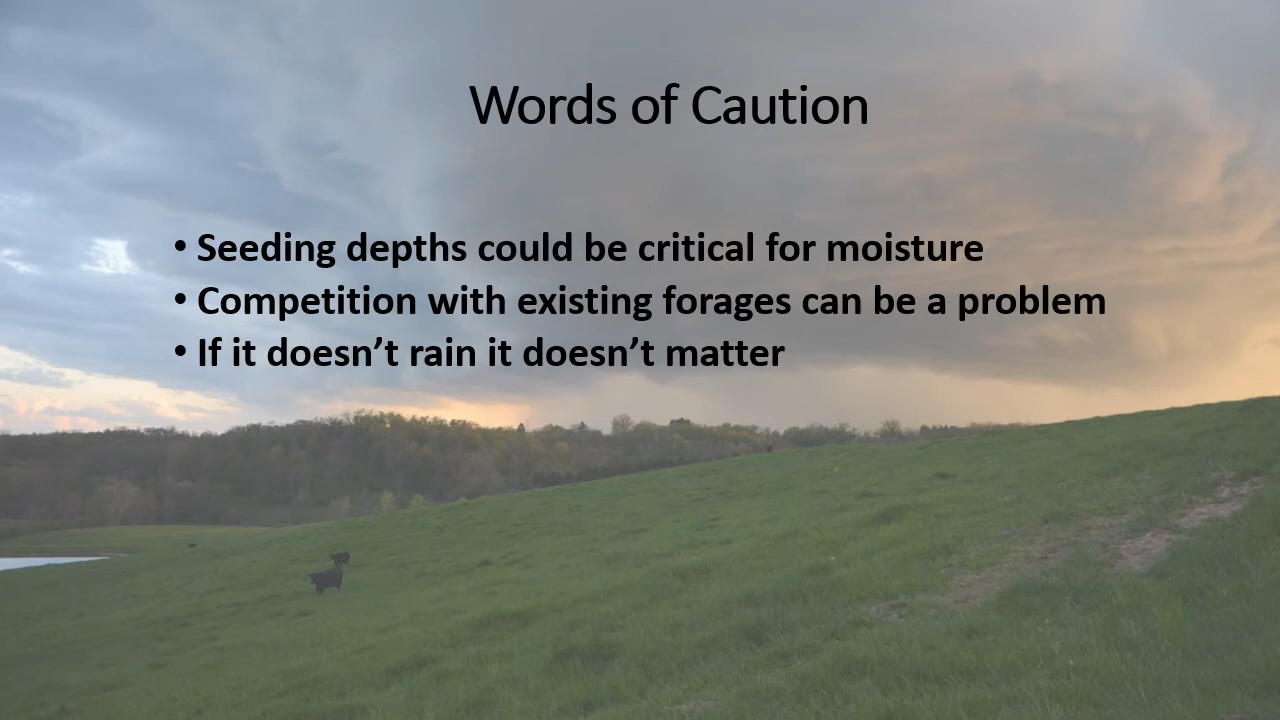 Words of Caution
• Seeding depths could be critical for moisture
• Competition with existing forages can be a problem
• If it doesn’t rain it doesn’t matter